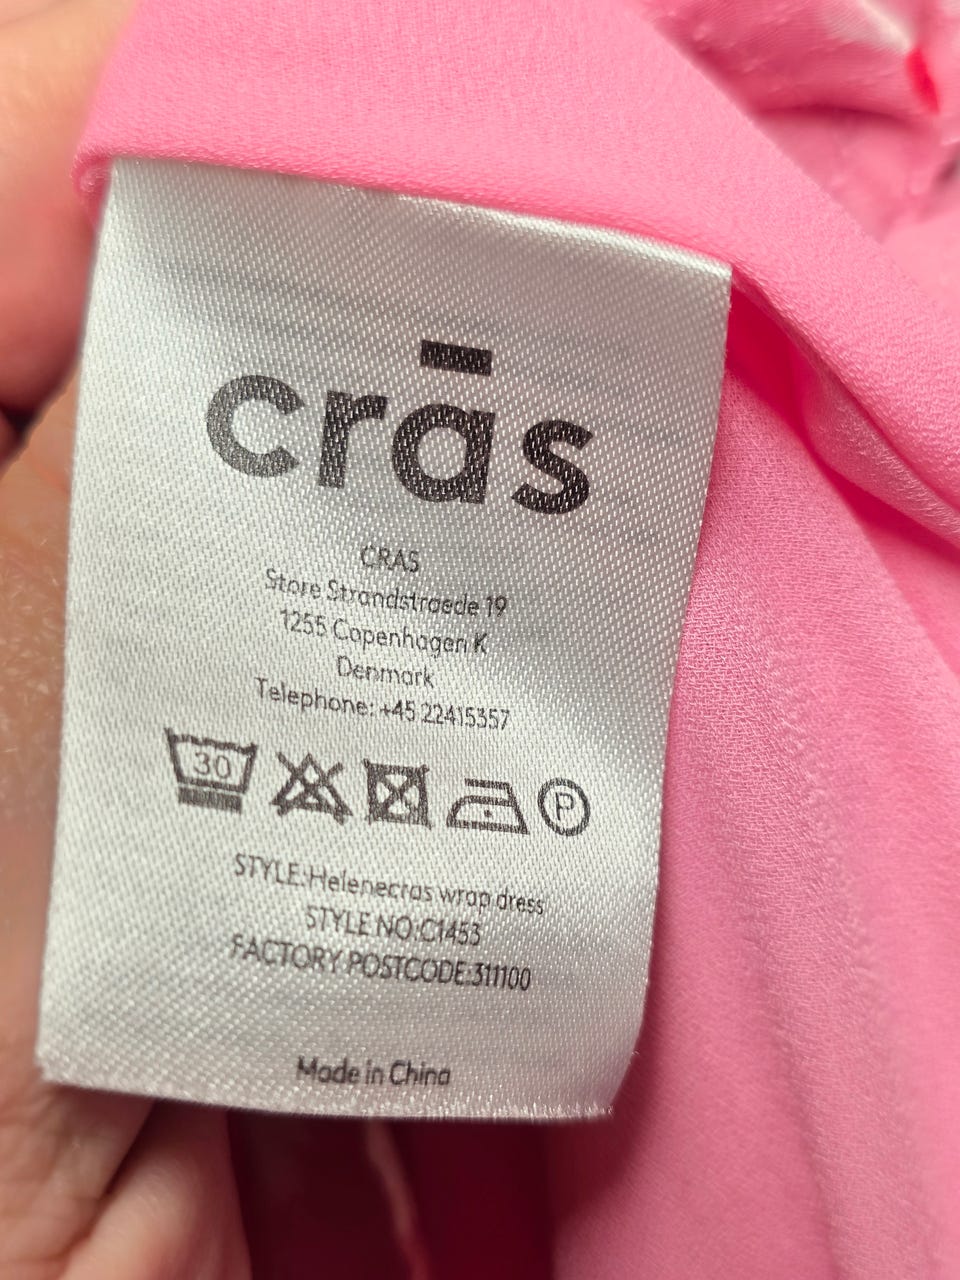 crās
CRAS
Store Strandstraede 19
1255 Copenhagen K
Denmark
Telephone: +45 22415357
30 P
STYLE:Helenecras wrap dress
STYLE NO:C1453
FACTORY POSTCODE:311100
Made in China